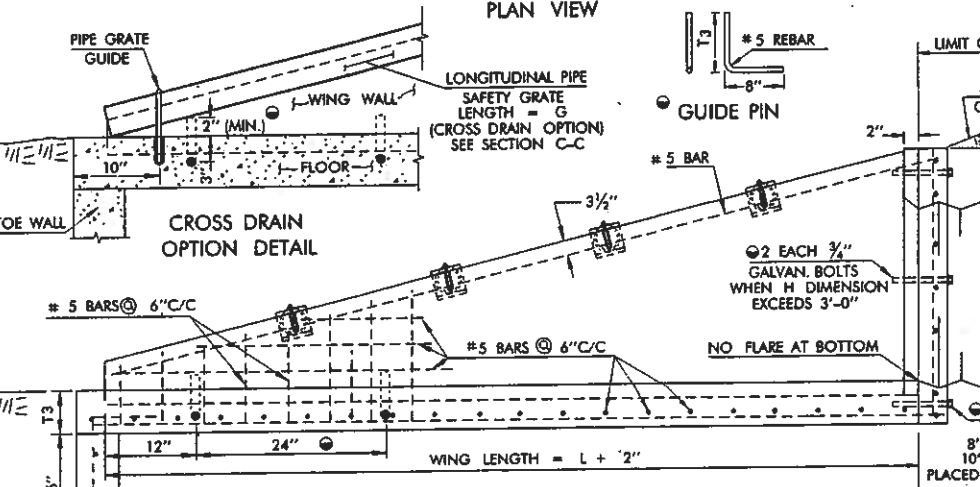 PLAN VIEW
PIPE GRATE
GUIDE
WING WALL
2" (MIN.)
LONGITUDINAL PIPE
SAFETY GRATE
LENGTH = G
(CROSS DRAIN OPTION)
SEE SECTION C-C
T3
# 5 REBAR
8"
GUIDE PIN
LIMIT
2"
10"
3"
FLOOR
TOE WALL
CROSS DRAIN
OPTION DETAIL
# 5 BAR
3½"
2 EACH ¾"
GALVAN. BOLTS
WHEN H DIMENSION
EXCEEDS 3'-0"
# 5 BARS@ 6"C/C
#5 BARS @ 6"C/C
NO FLARE AT BOTTOM
T3
12"
24"
WING LENGTH = L + 2"
8"
10"
PLACED